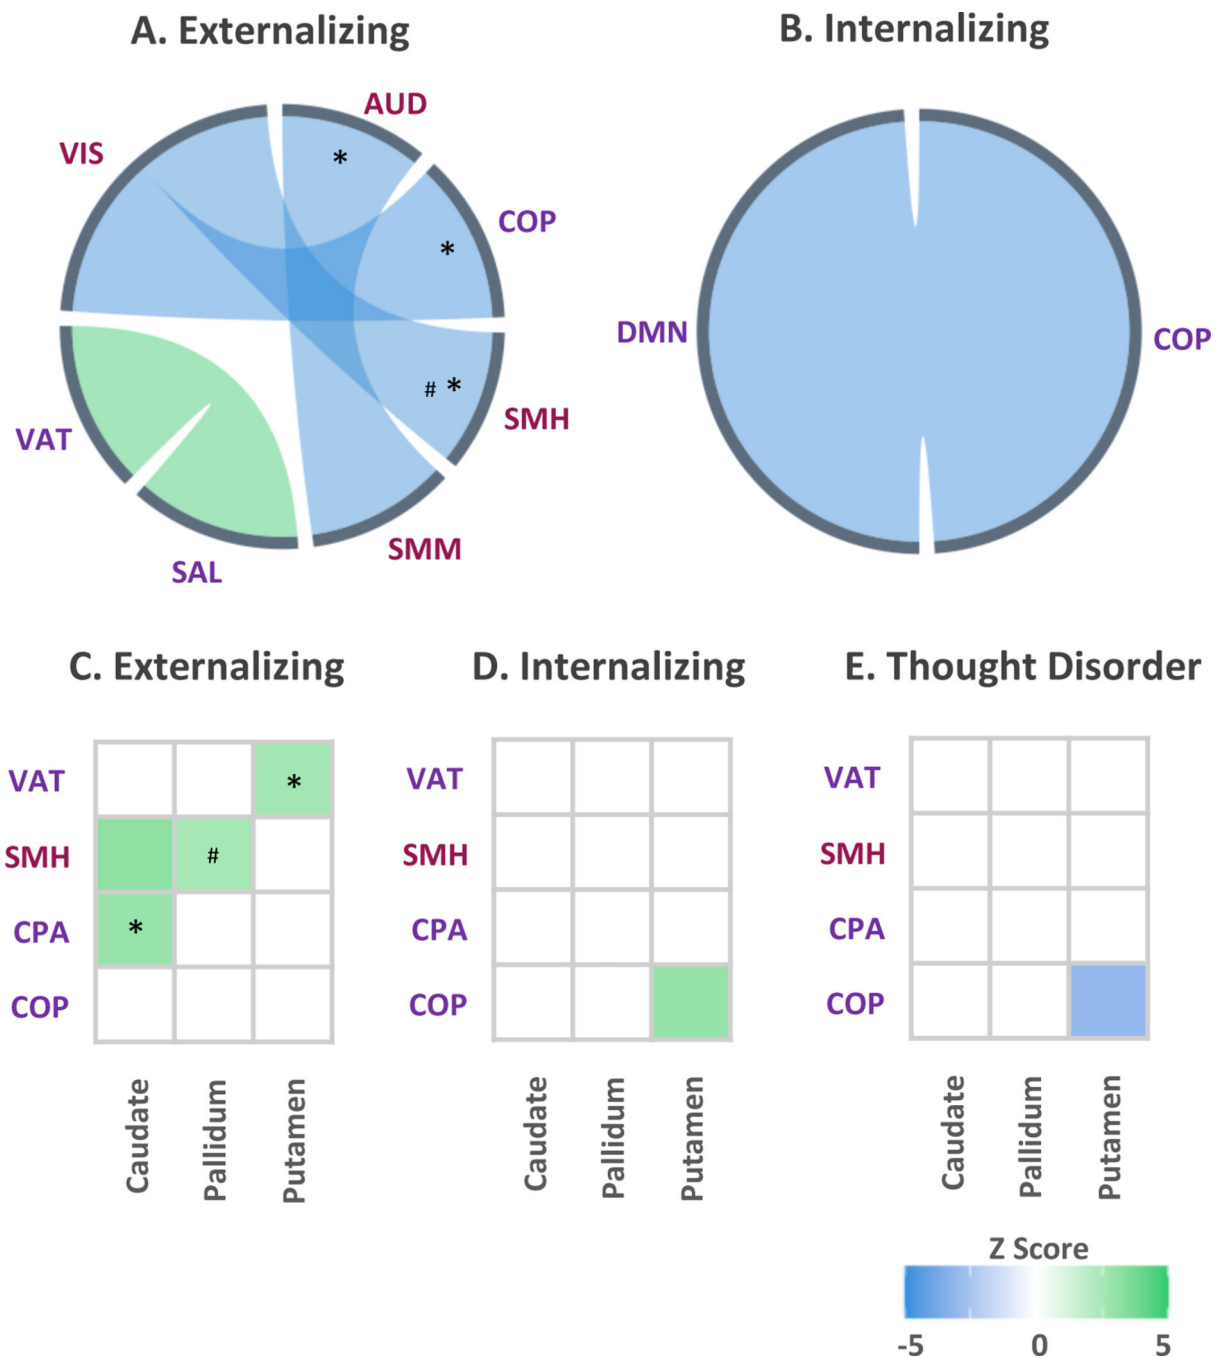 A. Externalizing
B. Internalizing
AUD
VIS
*
COP
*
DMN
COP
# *
SMH
VAT
SMM
SAL
C. Externalizing
D. Internalizing
E. Thought Disorder
VAT
*
SMH
#
CPA
*
COP
Caudate
Pallidum
Putamen
VAT
SMH
CPA
COP
Caudate
Pallidum
Putamen
VAT
SMH
CPA
COP
Caudate
Pallidum
Putamen
Z Score
-5 0 5